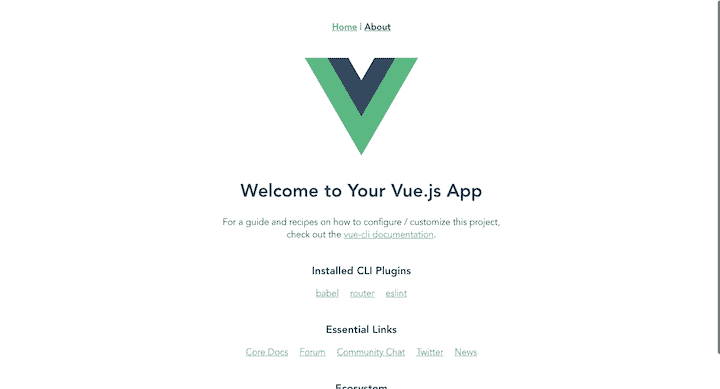 Home | About
Welcome to Your Vue.js App
For a guide and recipes on how to configure / customize this project,
check out the vue-cli documentation.
Installed CLI Plugins
babel router eslint
Essential Links
Core Docs Forum Community Chat Twitter News
Ecosystem